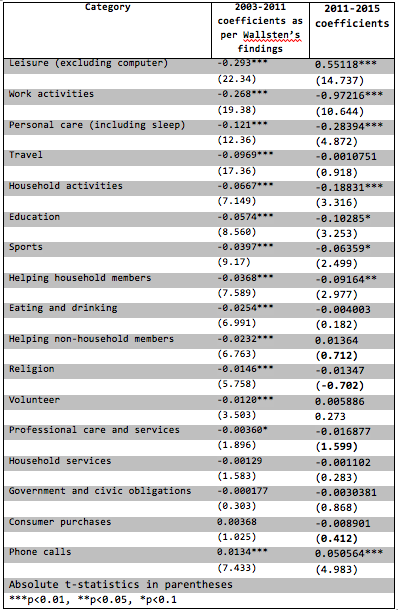 Category 2003-2011 coefficients as per Wallsten's findings 2011-2015 coefficients
Leisure (excluding computer) -0.293*** 0.55118***
(22.34) (14.737)
Work activities -0.268*** -0.97216***
(19.38) (10.644)
Personal care (including sleep) -0.121*** -0.28394***
(12.36) (4.872)
Travel -0.0969*** -0.0010751
(17.36) (0.918)
Household activities -0.0667*** -0.18831***
(7.149) (3.316)
Education -0.0574*** -0.10285*
(8.560) (3.253)
Sports -0.0397*** -0.06359*
(9.17) (2.499)
Helping household members -0.0368*** -0.09164**
(7.589) (2.977)
Eating and drinking -0.0254*** -0.004003
(6.991) (0.182)
Helping non-household members -0.0232*** 0.01364
(6.763) (0.712)
Religion -0.0146*** -0.01347
(5.758) (-0.702)
Volunteer -0.0120*** 0.005886
(3.503) 0.273
Professional care and services -0.00360* -0.016877
(1.896) (1.599)
Household services -0.00129 -0.001102
(1.583) (0.283)
Government and civic obligations -0.000177 -0.0030381
(0.303) (0.868)
Consumer purchases 0.00368 -0.008901
(1.025) (0.412)
Phone calls 0.0134*** 0.050564***
(7.433) (4.983)
Absolute t-statistics in parentheses
***p<0.01, **p<0.05, *p<0.1